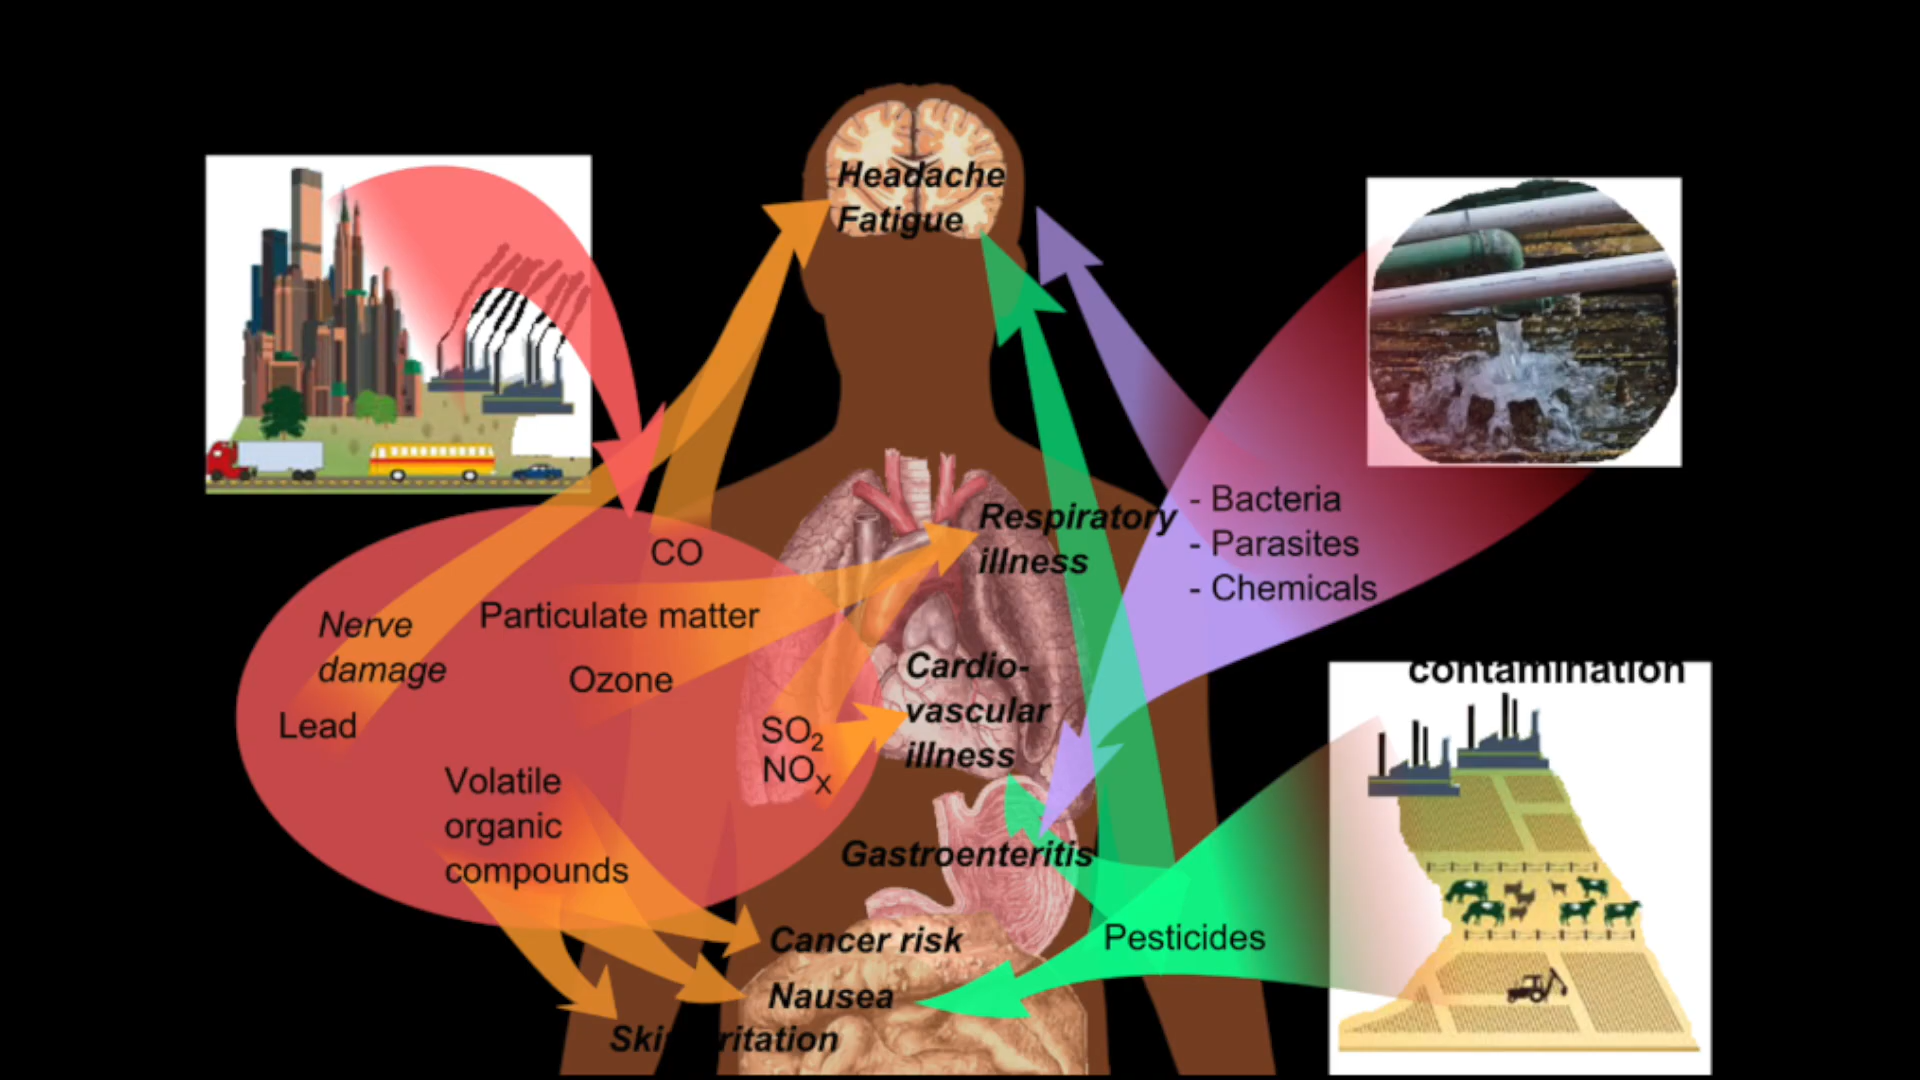 Headache
Fatigue
Respiratory
illness
- Bacteria
- Parasites
- Chemicals
CO
Particulate matter
Nerve
damage
Ozone
Lead
Cardio-
vascular
illness
contamination
SO₂
NOₓ
Volatile
organic
compounds
Gastroenteritis
Pesticides
Cancer risk
Nausea